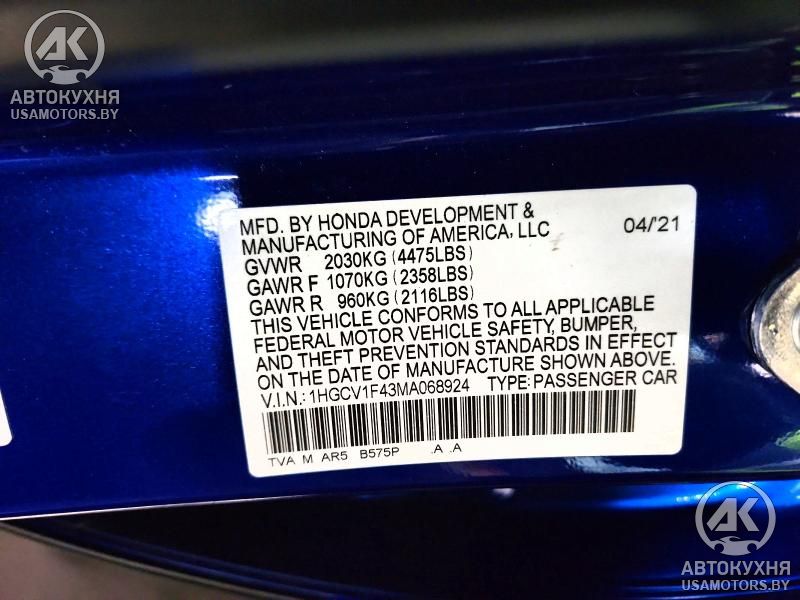 AK
АВТОКУХНЯ
USAMOTORS.BY
MFD. BY HONDA DEVELOPMENT &
MANUFACTURING OF AMERICA, LLC 04/'21
GVWR 2030KG (4475LBS)
GAWR F 1070KG (2358LBS)
GAWR R 960KG (2116LBS)
THIS VEHICLE CONFORMS TO ALL APPLICABLE
FEDERAL MOTOR VEHICLE SAFETY, BUMPER,
AND THEFT PREVENTION STANDARDS IN EFFECT
ON THE DATE OF MANUFACTURE SHOWN ABOVE.
V.I.N.: 1HGCV1F43MA068924 TYPE: PASSENGER CAR
TVA M AR5 B575P .A .A
AK
АВТОКУХНЯ
USAMOTORS.BY